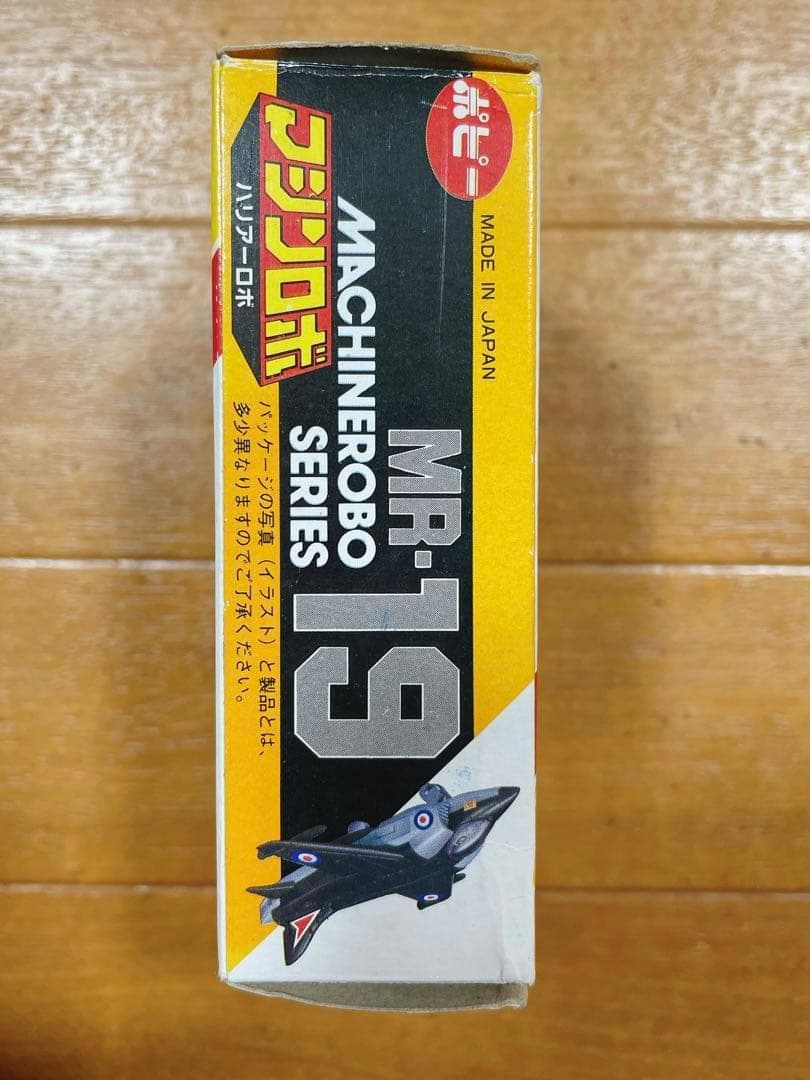 ポピー
MADE IN JAPAN
マシンロボ
ハリアーロボ
MACHINEROBO
SERIES
MR-19
パッケージの写真（イラスト）と製品とは、
多少異なりますのでご了承ください。